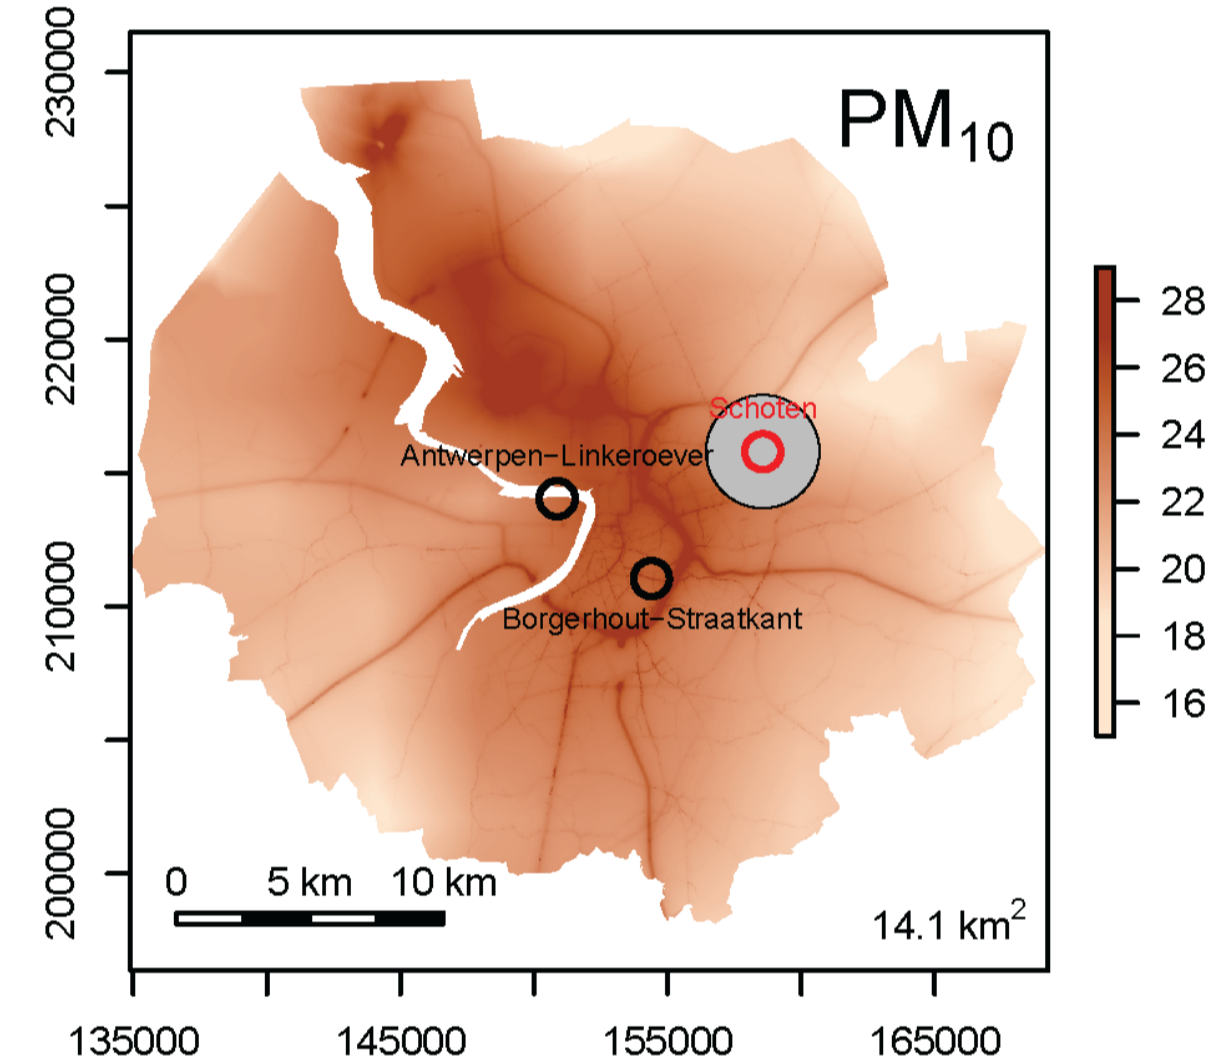 PM10
230000
220000
210000
200000
28
26
24
22
20
18
16
Schoten
Antwerpen-Linkeroever
Borgerhout-Straatkant
0 5 km 10 km
14.1 km2
135000 145000 155000 165000